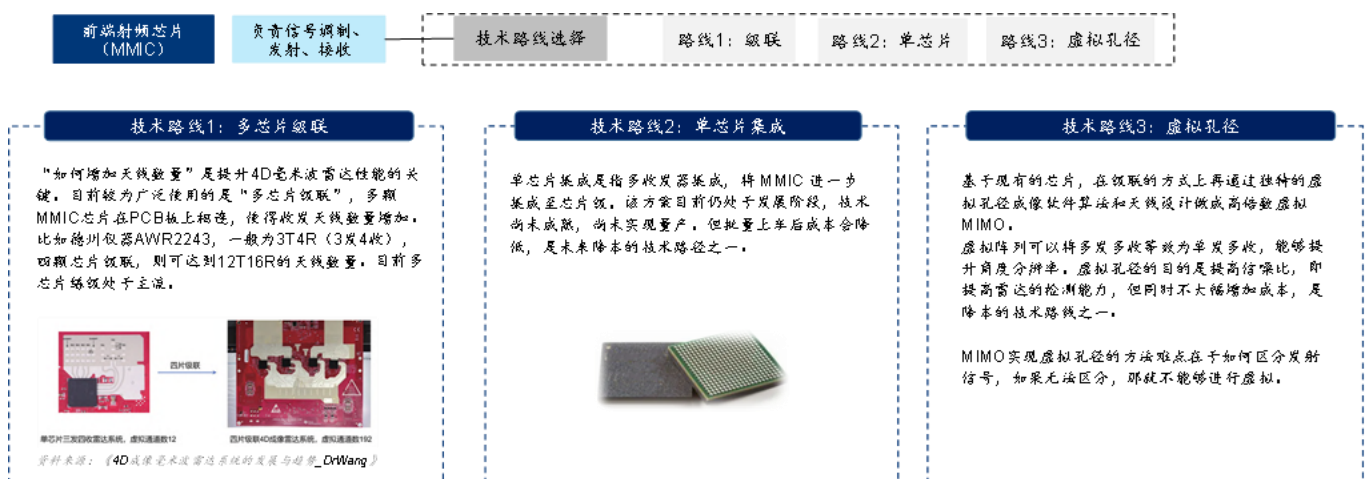 前端射频芯片
(MMIC)
负责信号调制、
发射、接收
技术路线选择
路线1：级联
路线2：单芯片
路线3：虚拟孔径
技术路线1：多芯片级联
“如何增加天线数量”是提升4D毫米波雷达性能的关
键。目前较为广泛使用的是“多芯片级联”，多颗
MMIC芯片在PCB板上相连，使得收发天线数量增加。
比如德州仪器AWR2243，一般为3T4R（3发4收），
四颗芯片级联，则可达到12T16R的天线数量。目前多
芯片级联处于主流。
四片级联
单芯片三发四收雷达系统，虚拟通道数12
四片级联4D成像雷达系统，虚拟通道数192
资料来源：《4D成像毫米波雷达系统的发展与趋势_DrWang》
技术路线2：单芯片集成
单芯片集成是指多收发器集成，将 MMIC 进一步
集成至芯片级。该方案目前仍处于发展阶段，技术
尚未成熟，尚未实现量产。但批量上车后成本会降
低，是未来降本的技术路径之一。
技术路线3：虚拟孔径
基于现有的芯片，在级联的方式上再通过独特的虚
拟孔径成像软件算法和天线设计做成高倍数虚拟
MIMO。
虚拟阵列可以将多发多收等效为单发多收，能够提
升角度分辨率。虚拟孔径的目的是提高信噪比，即
提高雷达的检测能力，但同时不大幅增加成本，是
降本的技术路线之一。
MIMO实现虚拟孔径的方法难点在于如何区分发射
信号，如果无法区分，那就不能够进行虚拟。